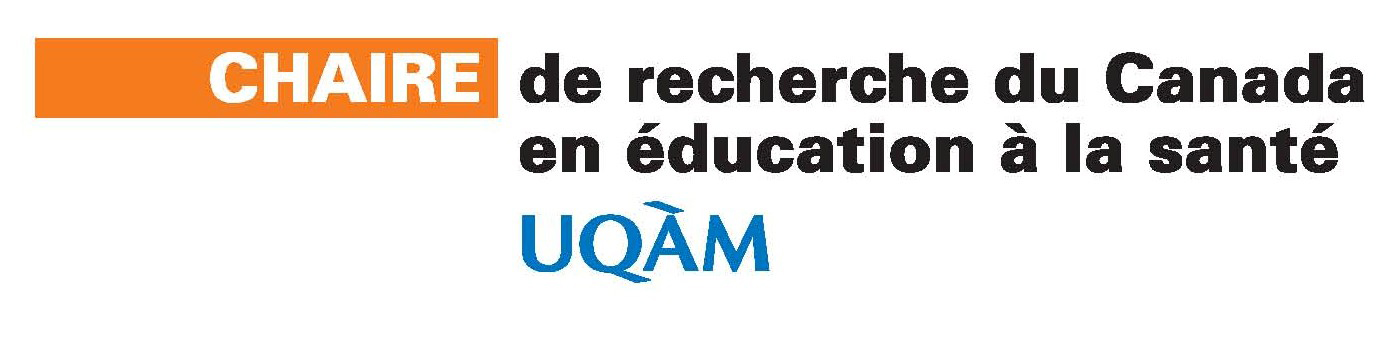 CHAIRE de recherche du Canada
en éducation à la santé
UQÀM